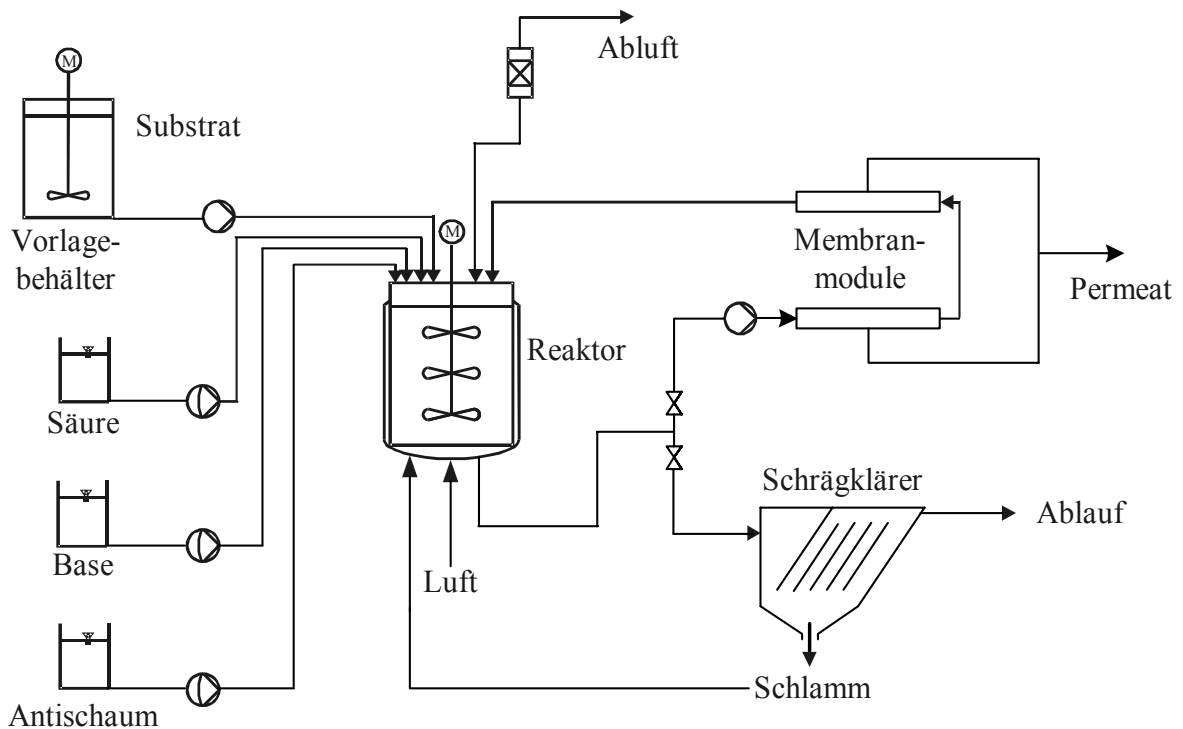 Abluft
M
Substrat
Vorlage-
behälter
M
Membran-
module
Permeat
Reaktor
Säure
Schrägklärer
Ablauf
Base
Luft
Schlamm
Antischaum